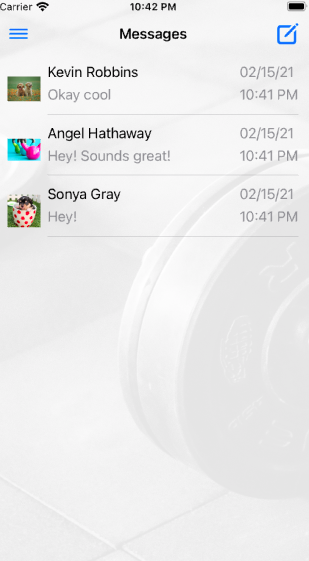 Carrier 10:42 PM
Messages
Kevin Robbins 02/15/21
Okay cool 10:41 PM
Angel Hathaway 02/15/21
Hey! Sounds great! 10:41 PM
Sonya Gray 02/15/21
Hey! 10:41 PM